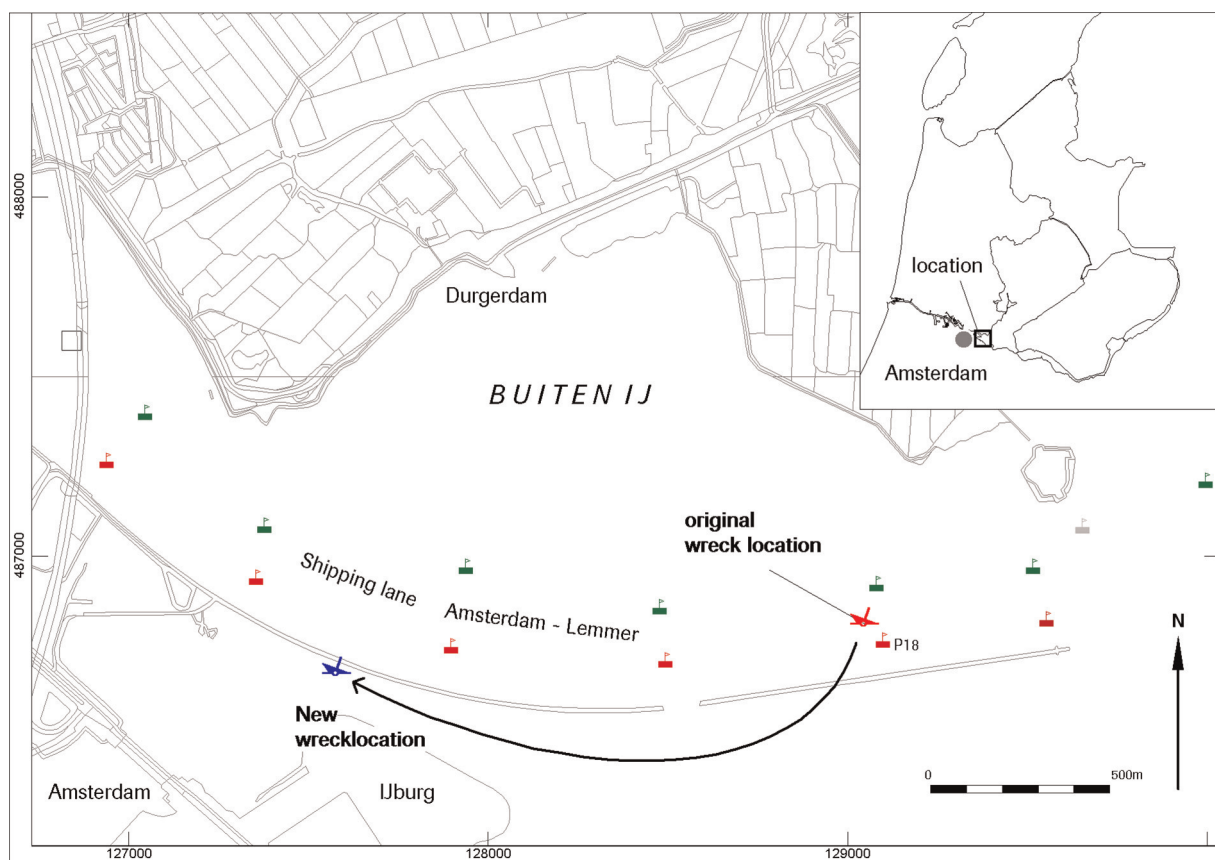 488000
487000
127000
128000
129000
Durgerdam
BUITEN IJ
location
Amsterdam
original
wreck location
Shipping lane
Amsterdam - Lemmer
P18
N
New
wrecklocation
0
500m
Amsterdam
IJburg